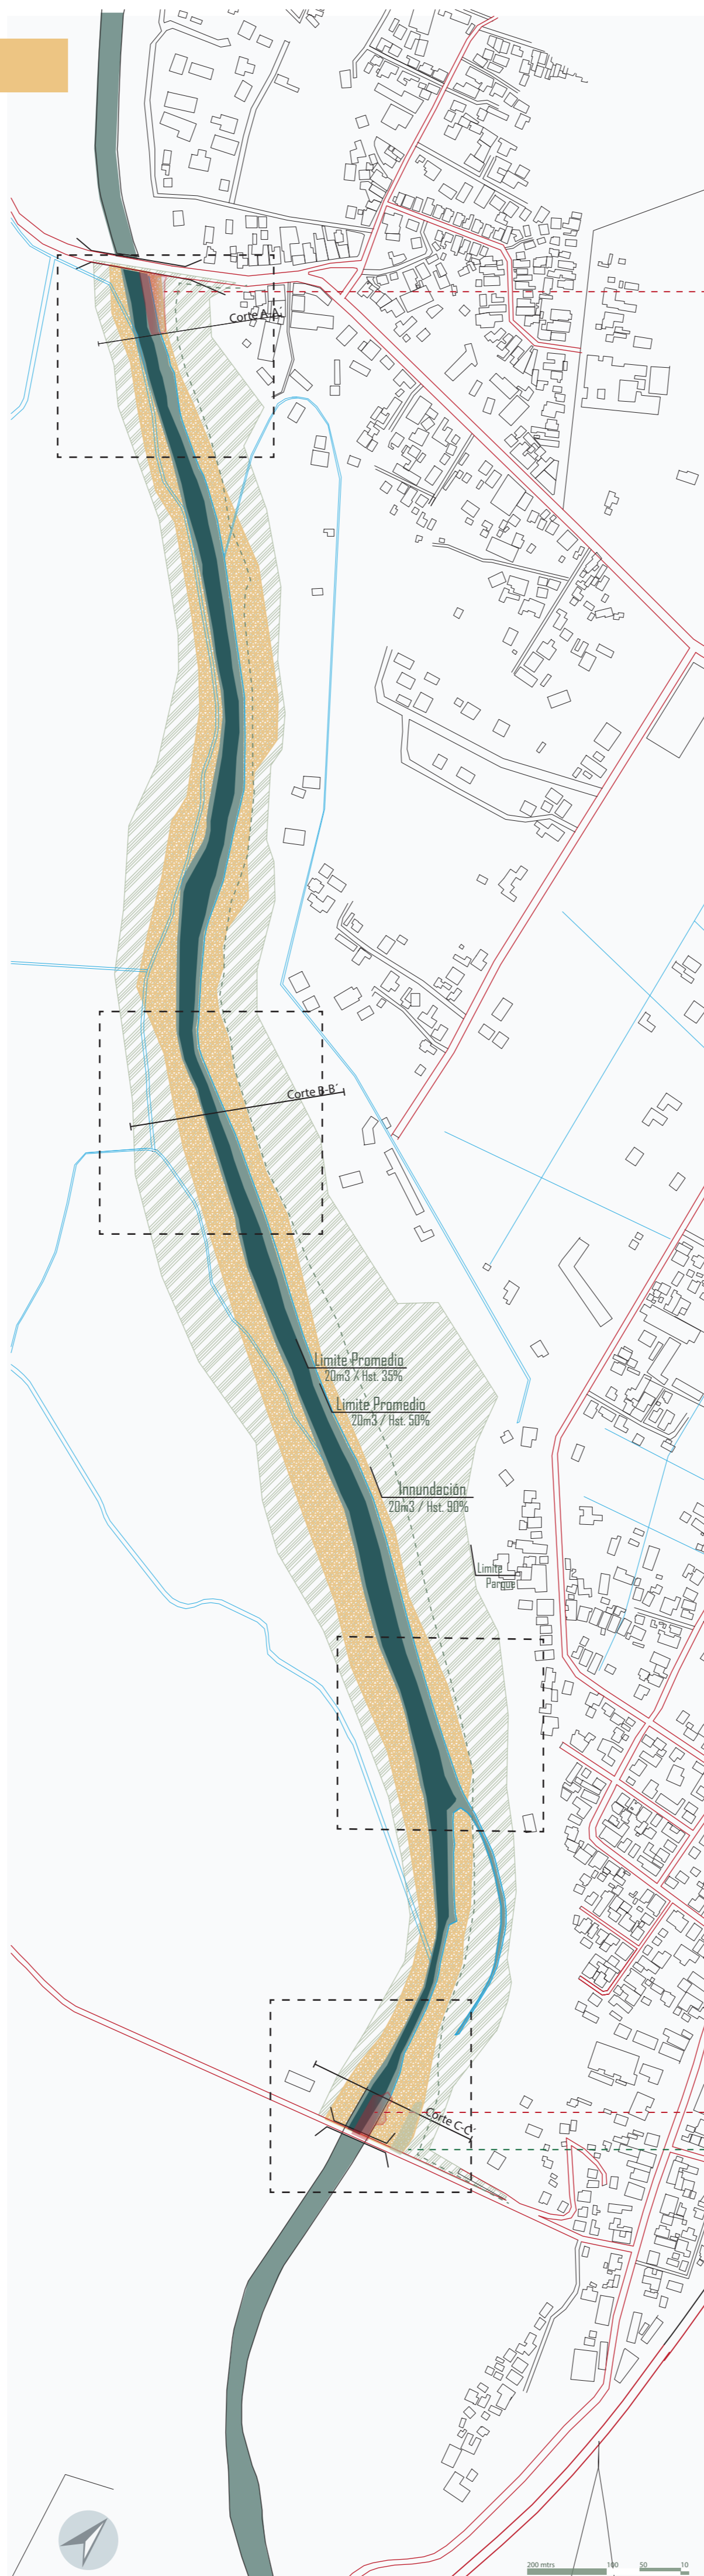 Corte A-A´
Corte B-B´
Limite Promedio
20m3 X Hst. 35%
Limite Promedio
20m3 / Hst. 50%
Innundación
20m3 / Hst. 90%
Limite
Parque
Corte C-C´
200 mtrs 100 50 10